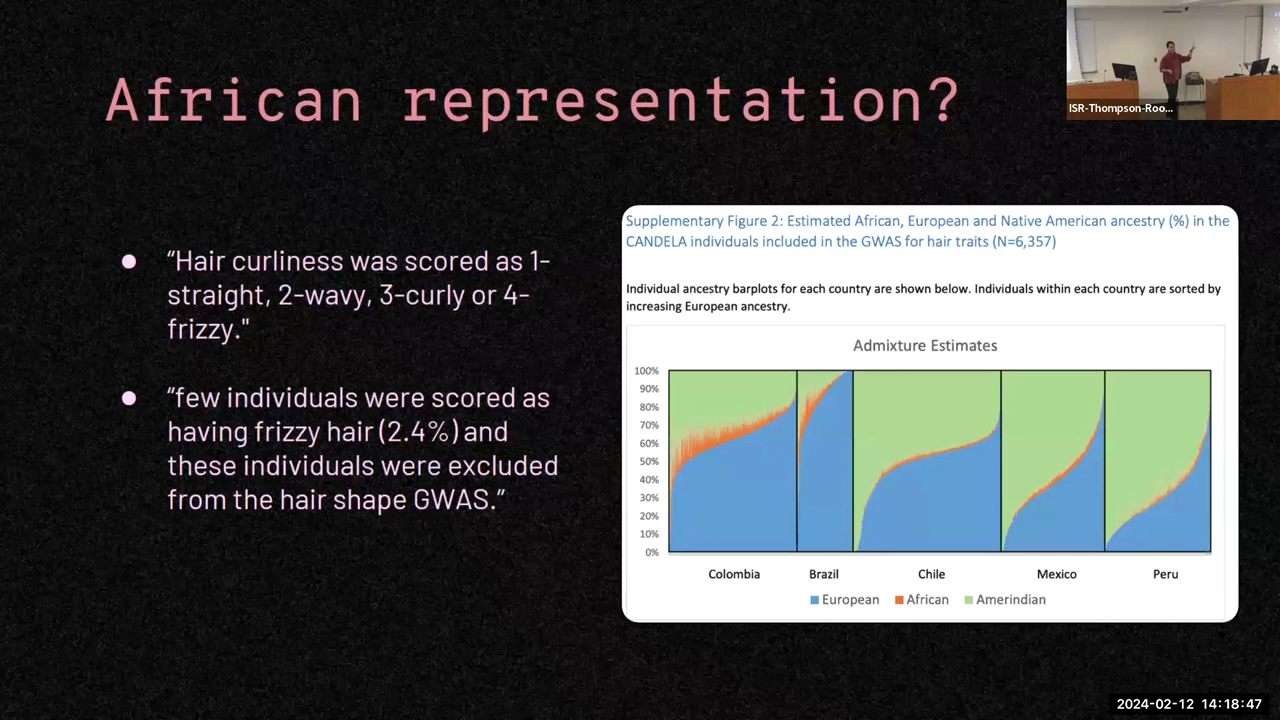 African representation?
ISR-Thompson-Roo...
● “Hair curliness was scored as 1-
straight, 2-wavy, 3-curly or 4-
frizzy."
● “few individuals were scored as
having frizzy hair (2.4%) and
these individuals were excluded
from the hair shape GWAS.”
Supplementary Figure 2: Estimated African, European and Native American ancestry (%) in the
CANDELA individuals included in the GWAS for hair traits (N=6,357)
Individual ancestry barplots for each country are shown below. Individuals within each country are sorted by
increasing European ancestry.
Admixture Estimates
100%
90%
80%
70%
60%
50%
40%
30%
20%
10%
0%
Colombia Brazil Chile Mexico Peru
European African Amerindian
2024-02-12 14:18:47